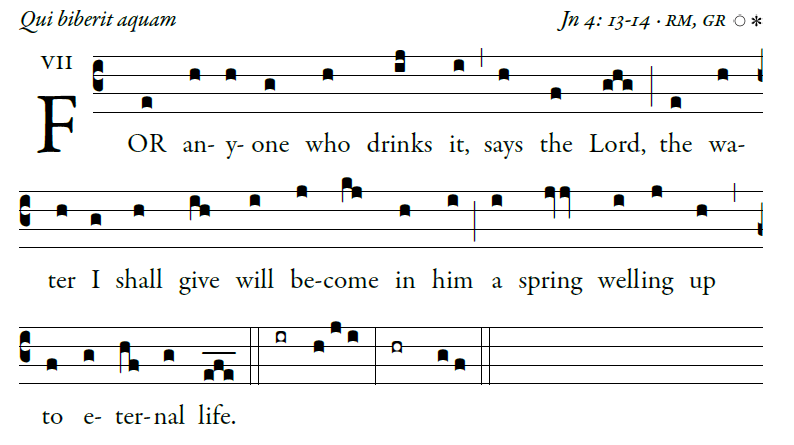 Qui biberit aquam
Jn 4: 13-14 · RM, GR
VII
FOR an- y- one who drinks it, says the Lord, the wa-
ter I shall give will be-come in him a spring welling up
to e- ter-nal life.